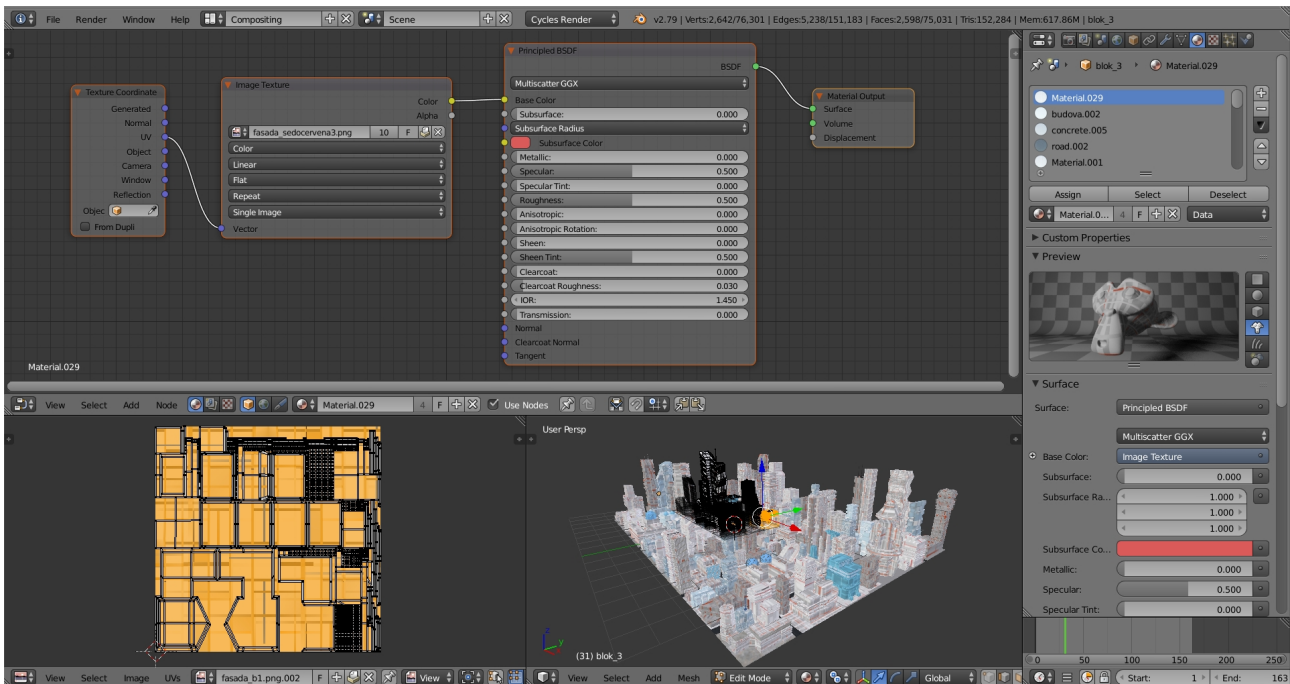 File Render Window Help Compositing Scene Cycles Render v2.79 | Verts:2,642/76,301 | Edges:5,238/151,183 | Faces:2,598/75,031 | Tris:152,284 | Mem:617.86M | blok_3
Texture Coordinate
Generated
Normal
UV
Object
Camera
Window
Reflection
Objec
From Dupli
Image Texture
Color
Alpha
fasada_sedocervena3.png 10 F
Color
Linear
Flat
Repeat
Single Image
Vector
Principled BSDF
BSDF
Multiscatter GGX
Base Color
Subsurface: 0.000
Subsurface Radius
Subsurface Color
Metallic: 0.000
Specular: 0.500
Specular Tint: 0.000
Roughness: 0.500
Anisotropic: 0.000
Anisotropic Rotation: 0.000
Sheen: 0.000
Sheen Tint: 0.500
Clearcoat: 0.000
Clearcoat Roughness: 0.030
IOR: 1.450
Transmission: 0.000
Normal
Clearcoat Normal
Tangent
Material Output
Surface
Volume
Displacement
Material.029
View Select Add Node Material.029 4 F Use Nodes
User Persp
(31) blok_3
View Select Image UVs fasada_b1.png.002 F View
View Select Add Mesh Edit Mode Global
blok_3 Material.029
Material.029
budova.002
concrete.005
road.002
Material.001
Assign Select Deselect
Material.0... 4 F Data
Custom Properties
Preview
Surface
Surface: Principled BSDF
Multiscatter GGX
Base Color: Image Texture
Subsurface: 0.000
Subsurface Ra... 1.000
1.000
1.000
Subsurface Co...
Metallic: 0.000
Specular: 0.500
Specular Tint: 0.000
0 50 100 150 200 250
Start: 1 End: 163